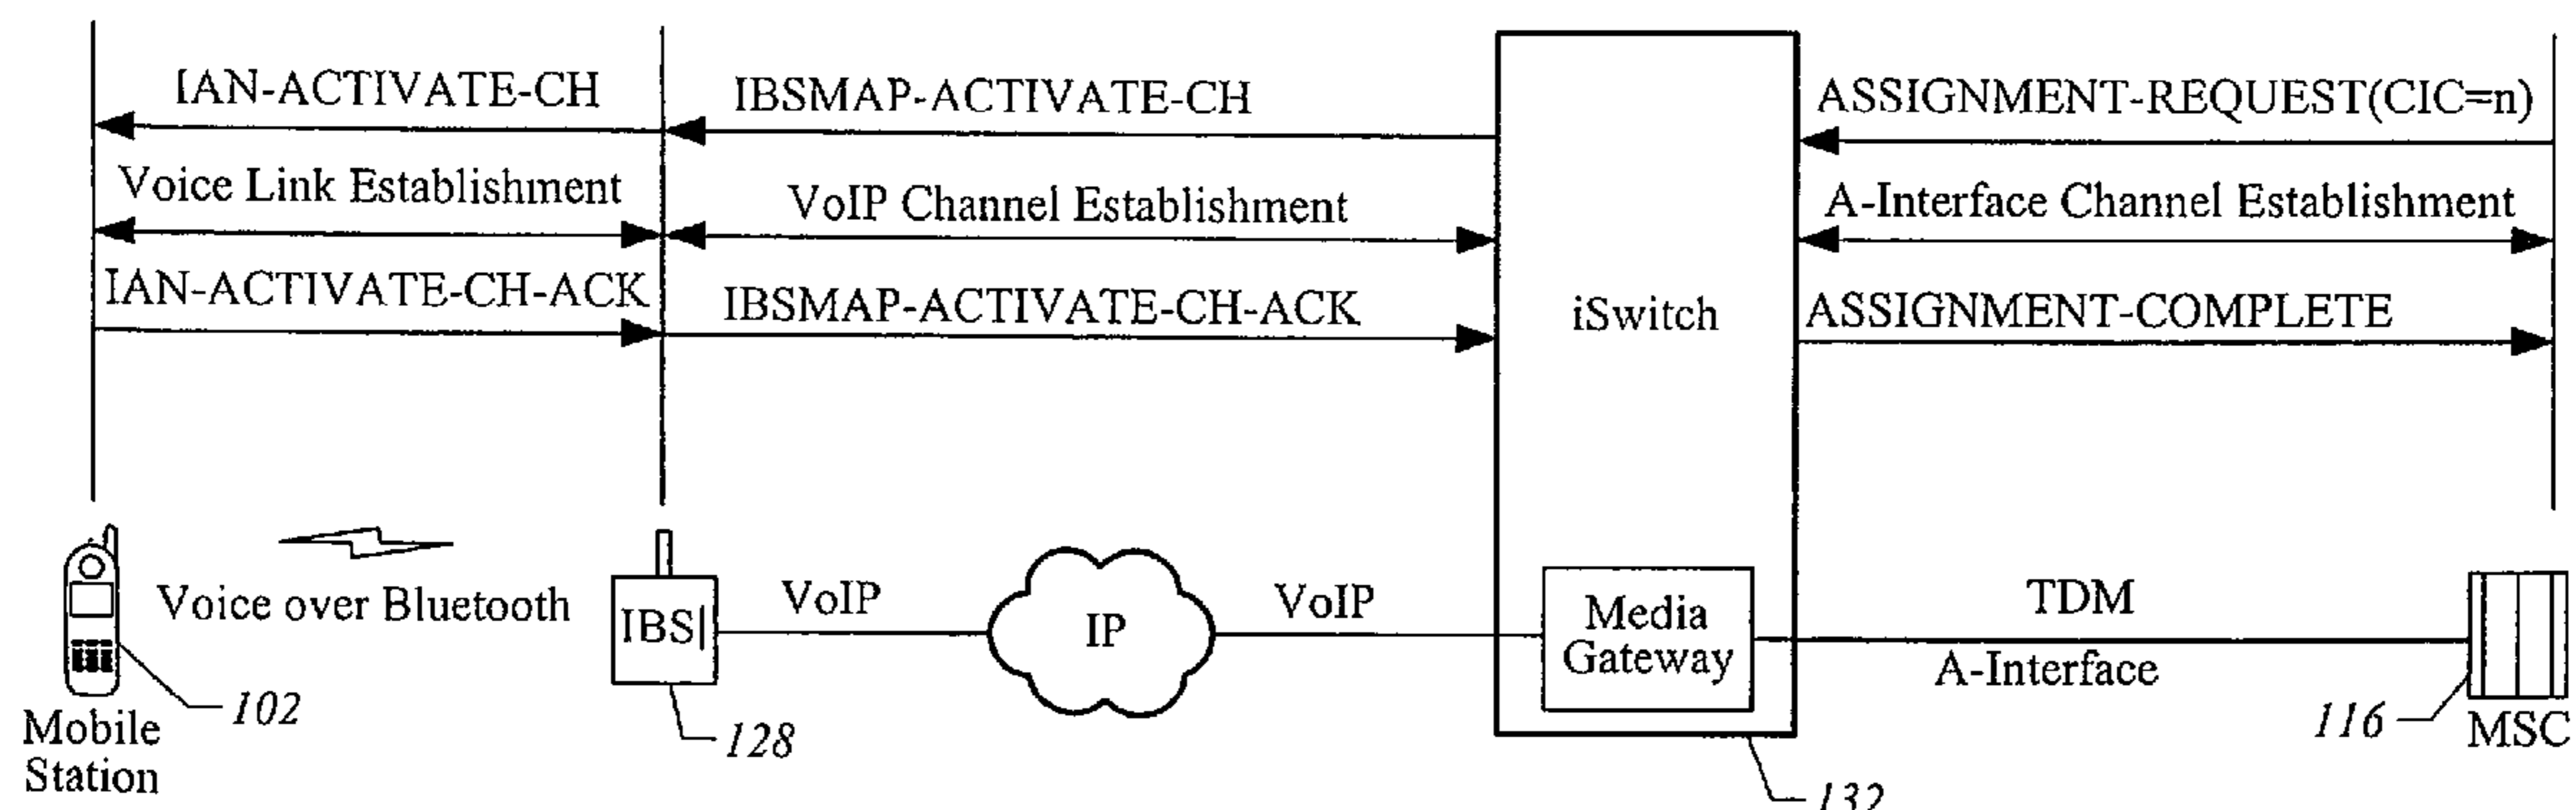 IAN-ACTIVATE-CH
IBSMAP-ACTIVATE-CH
ASSIGNMENT-REQUEST(CIC=n)
Voice Link Establishment
VoIP Channel Establishment
A-Interface Channel Establishment
IAN-ACTIVATE-CH-ACK
IBSMAP-ACTIVATE-CH-ACK
iSwitch
ASSIGNMENT-COMPLETE
Voice over Bluetooth
IBS
VoIP
IP
VoIP
Media
Gateway
TDM
A-Interface
102
Mobile
Station
128
132
116
MSC